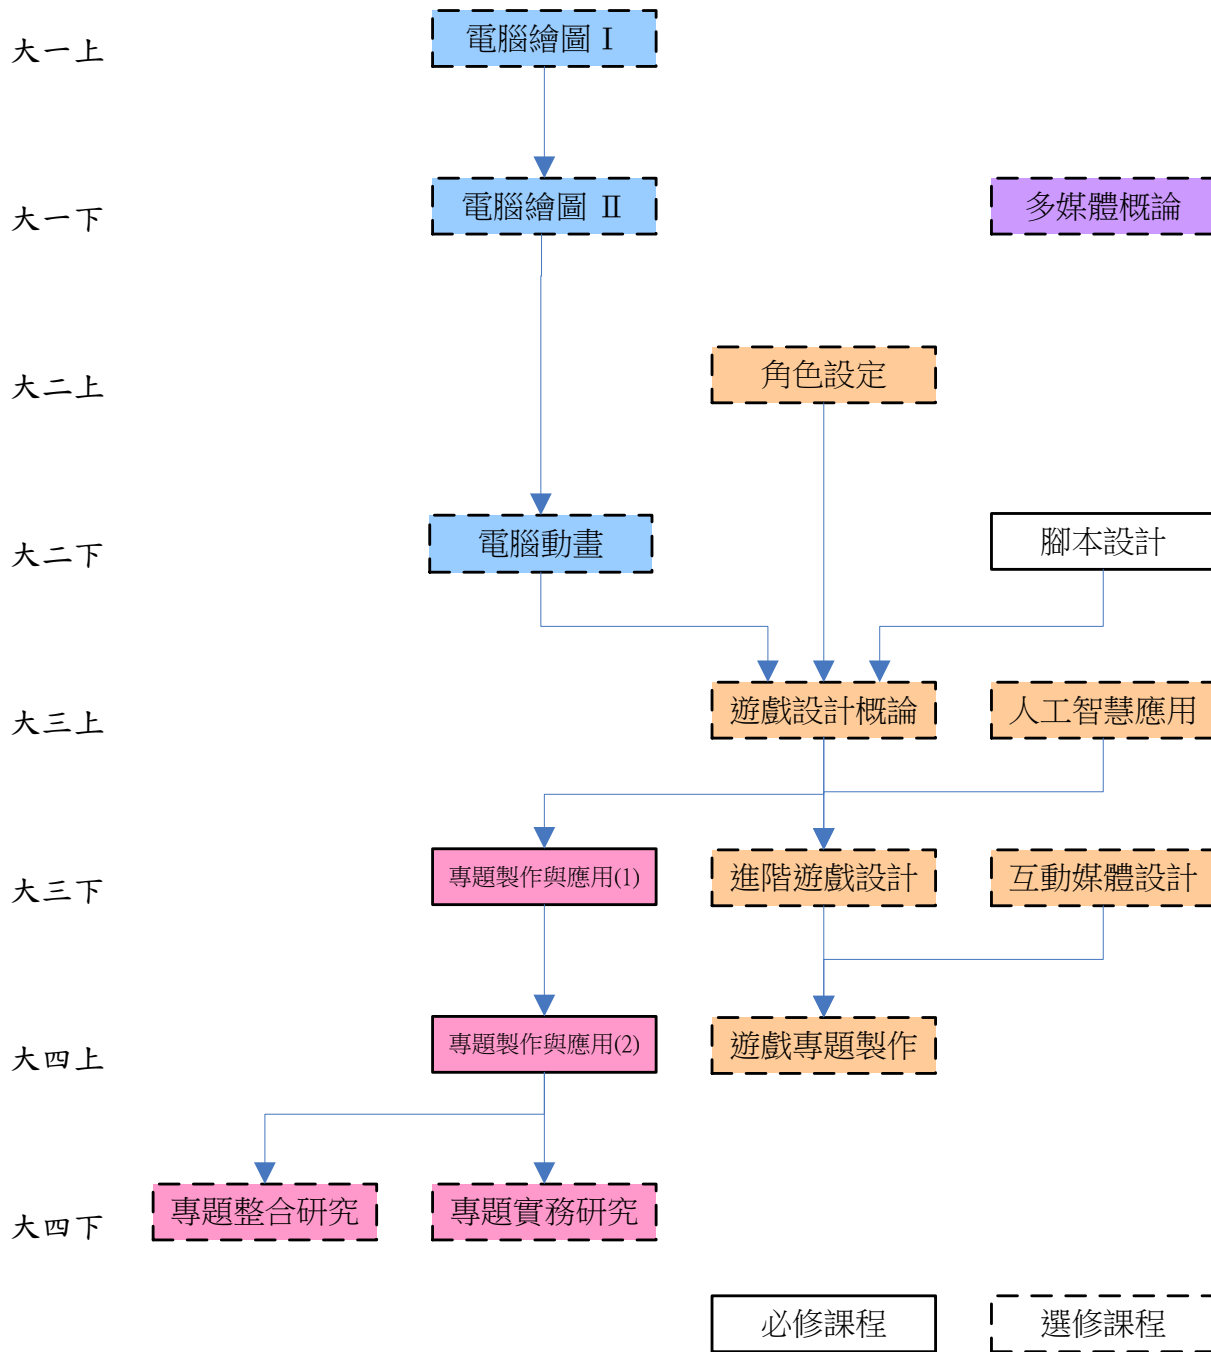 大一上
電腦繪圖 I
大一下
電腦繪圖 II
多媒體概論
大二上
角色設定
大二下
電腦動畫
腳本設計
大三上
遊戲設計概論
人工智慧應用
大三下
專題製作與應用(1)
進階遊戲設計
互動媒體設計
大四上
專題製作與應用(2)
遊戲專題製作
大四下
專題整合研究
專題實務研究
必修課程
選修課程